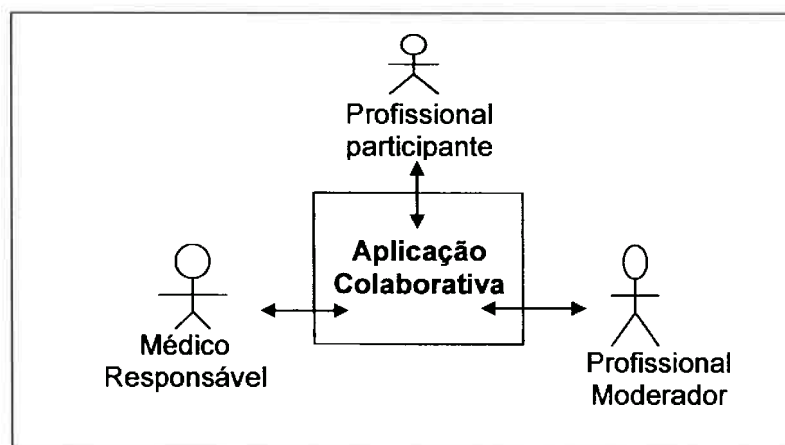 Profissional
participante
Aplicação
Colaborativa
Médico
Responsável
Profissional
Moderador